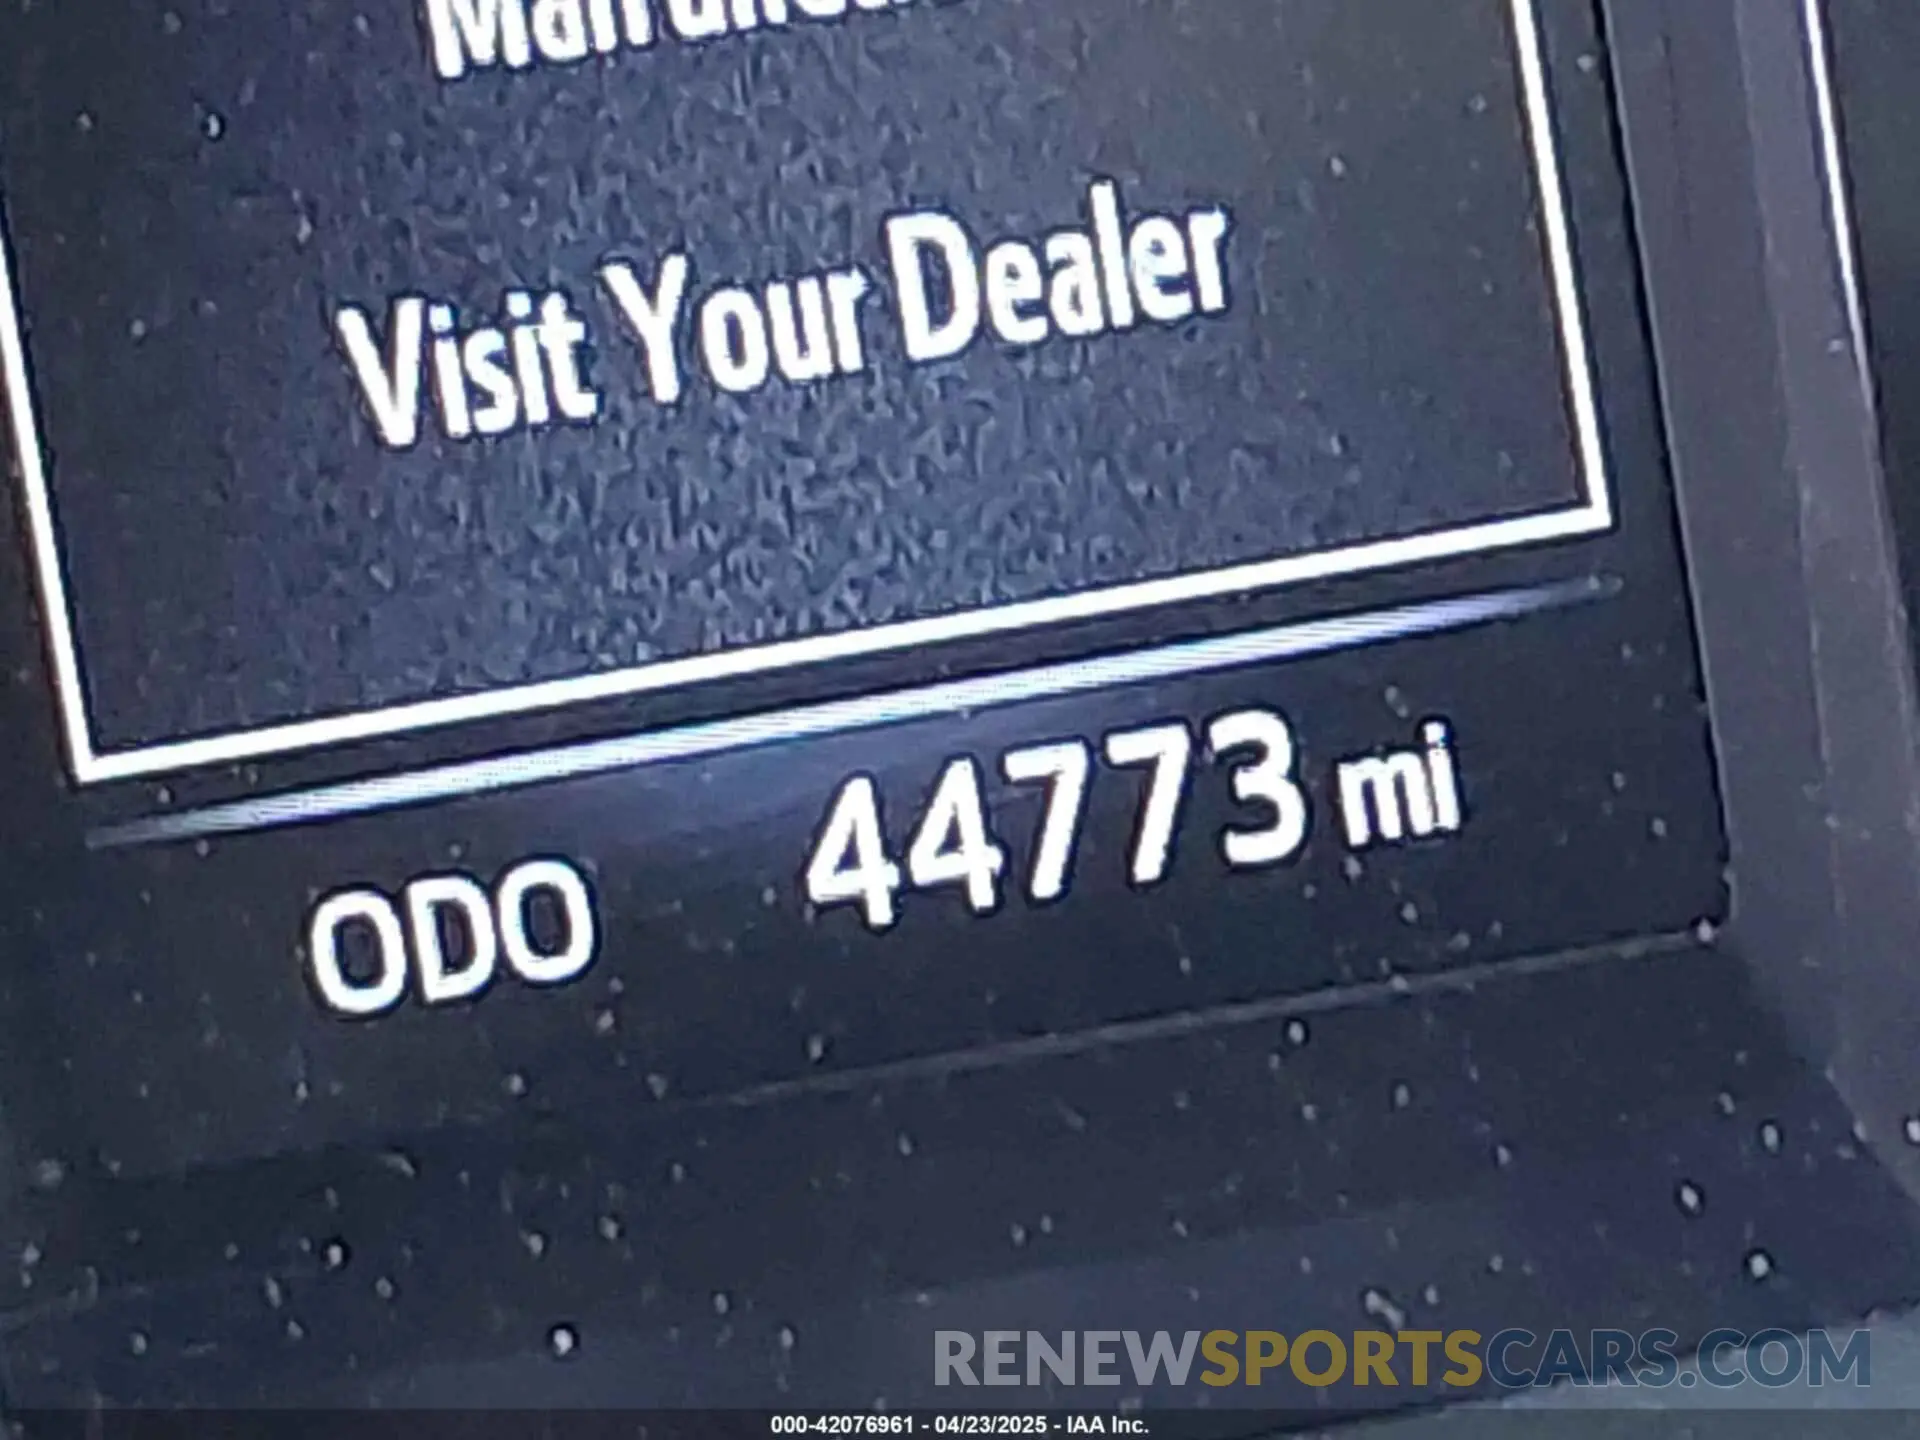 Visit Your Dealer
ODO 44773 mi
RENEWSPORTSCARS.COM
000-42076961 - 04/23/2025 - IAA Inc.